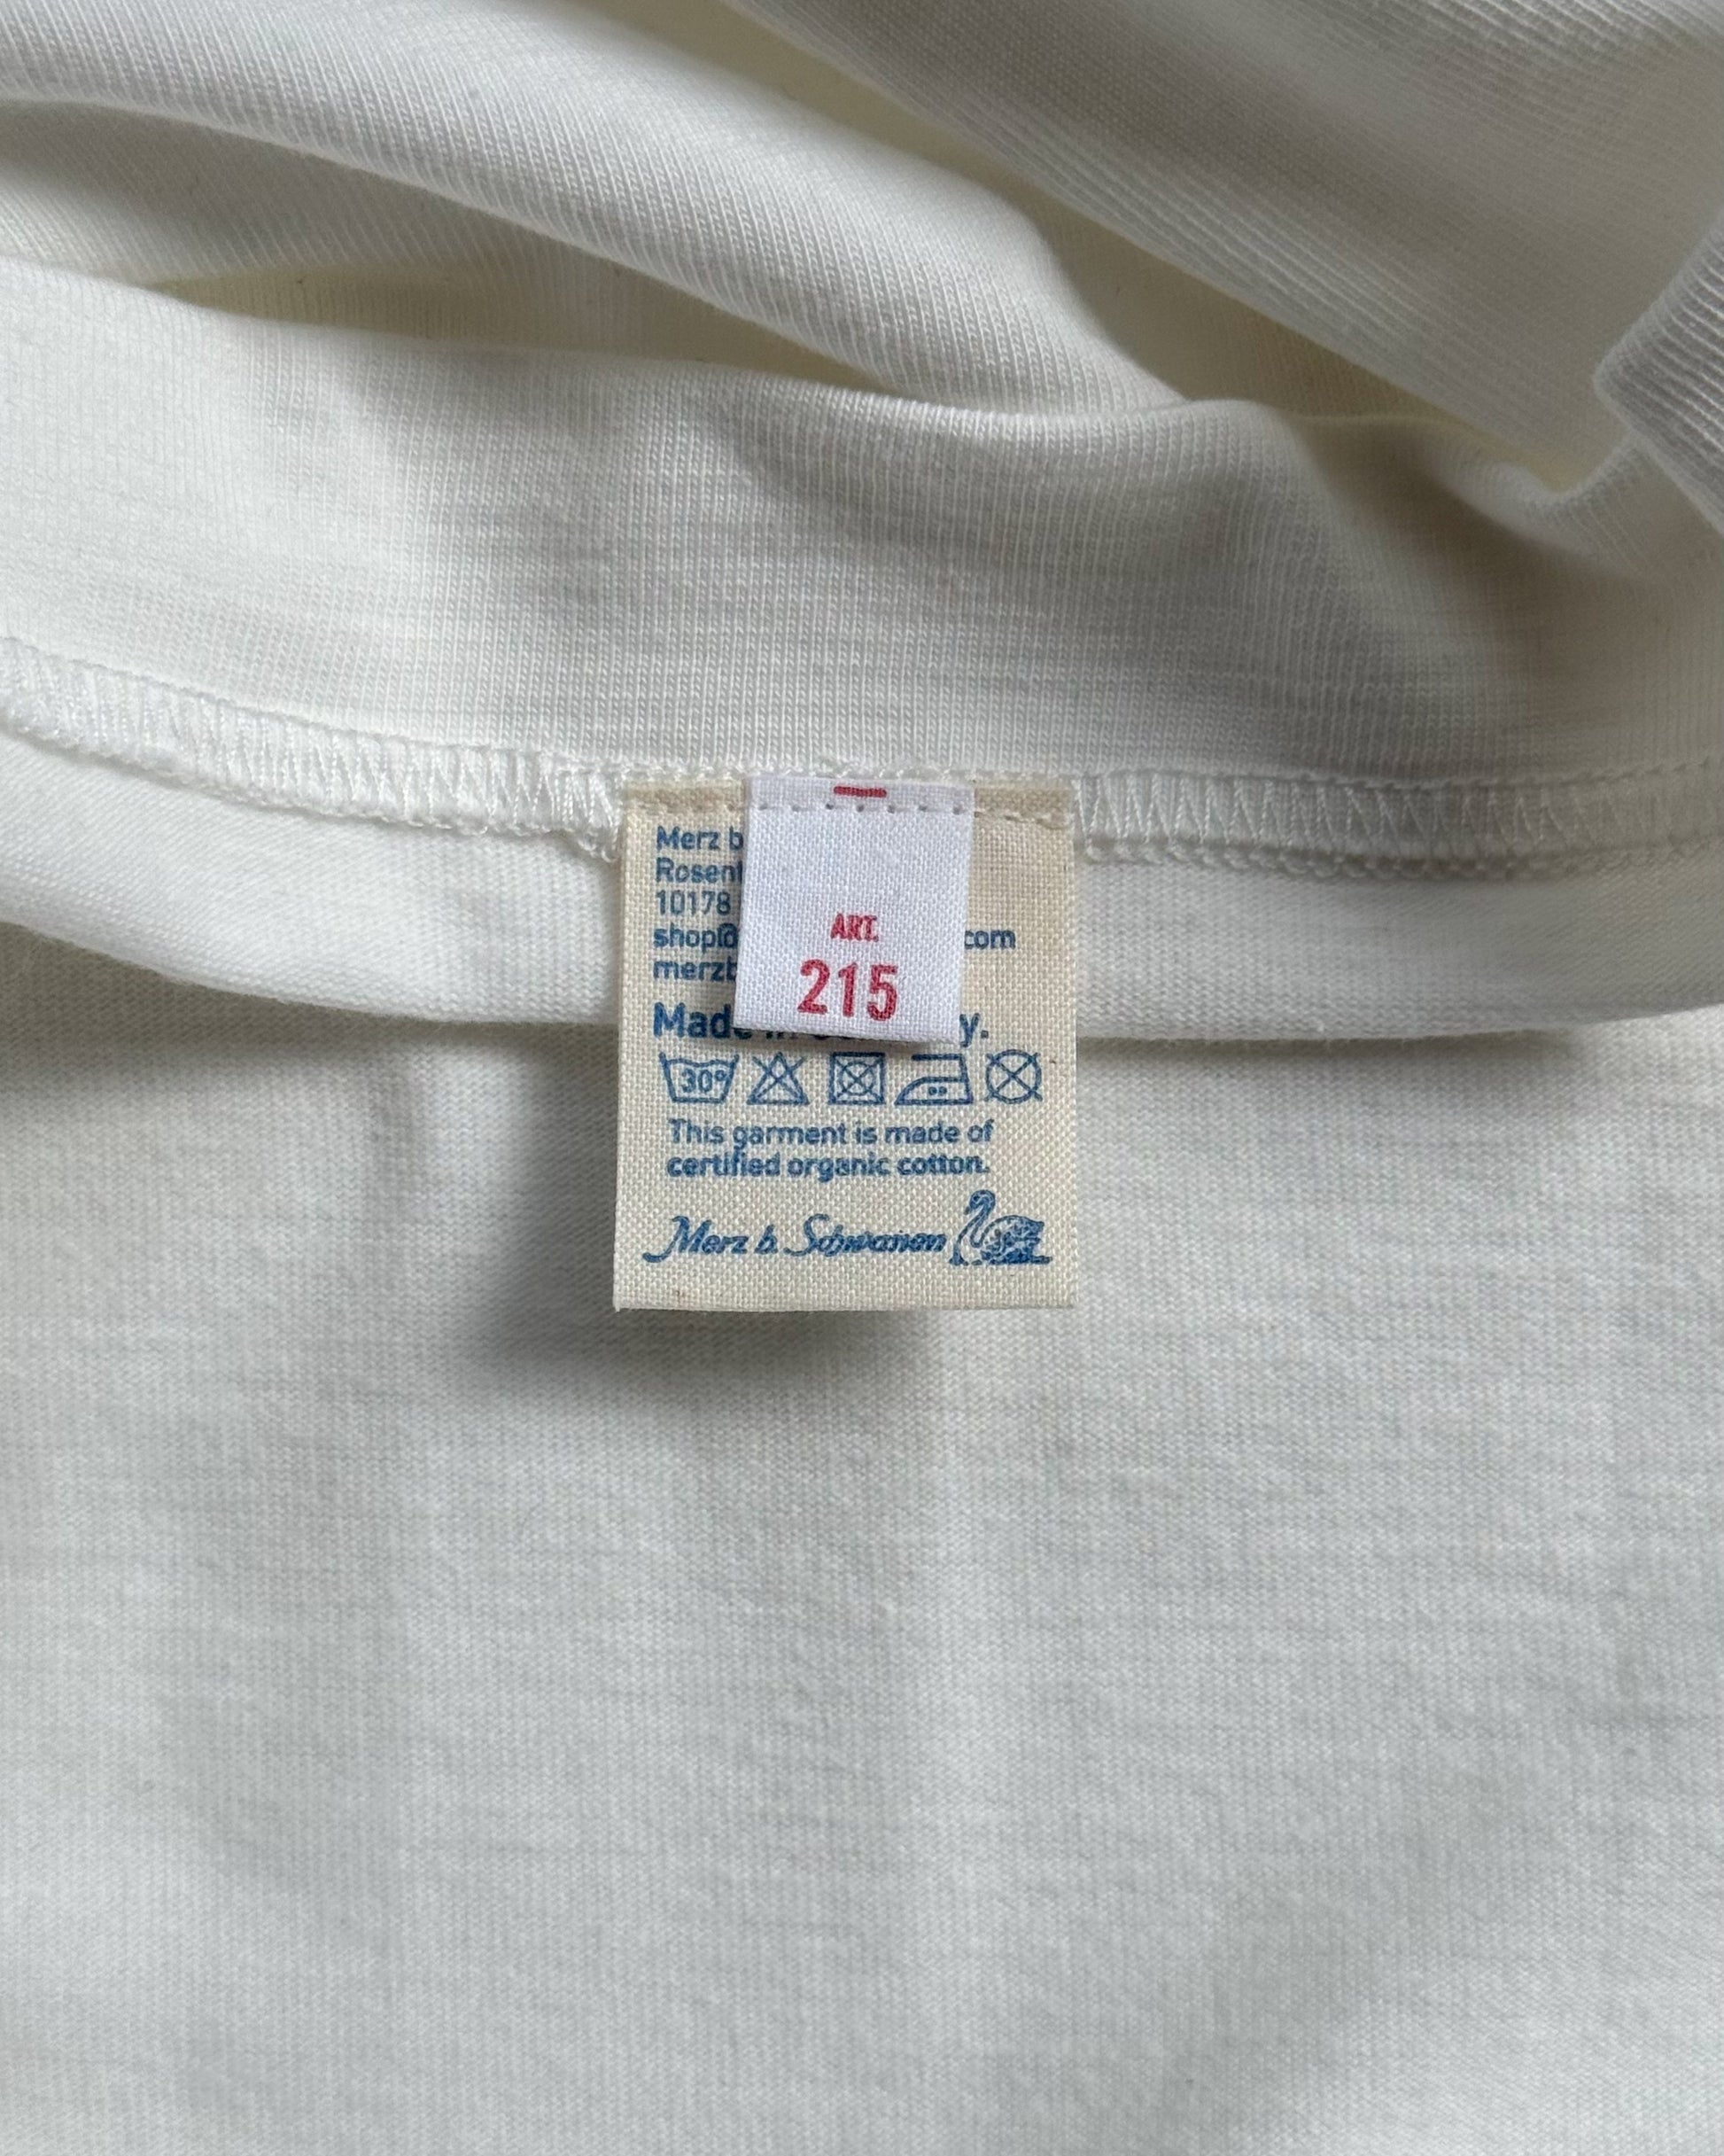 Merz b
Rosent
10178
shop@ com
merzb
ART.
215
Made in y.
30°
This garment is made of
certified organic cotton.
Merz b. Schwanen